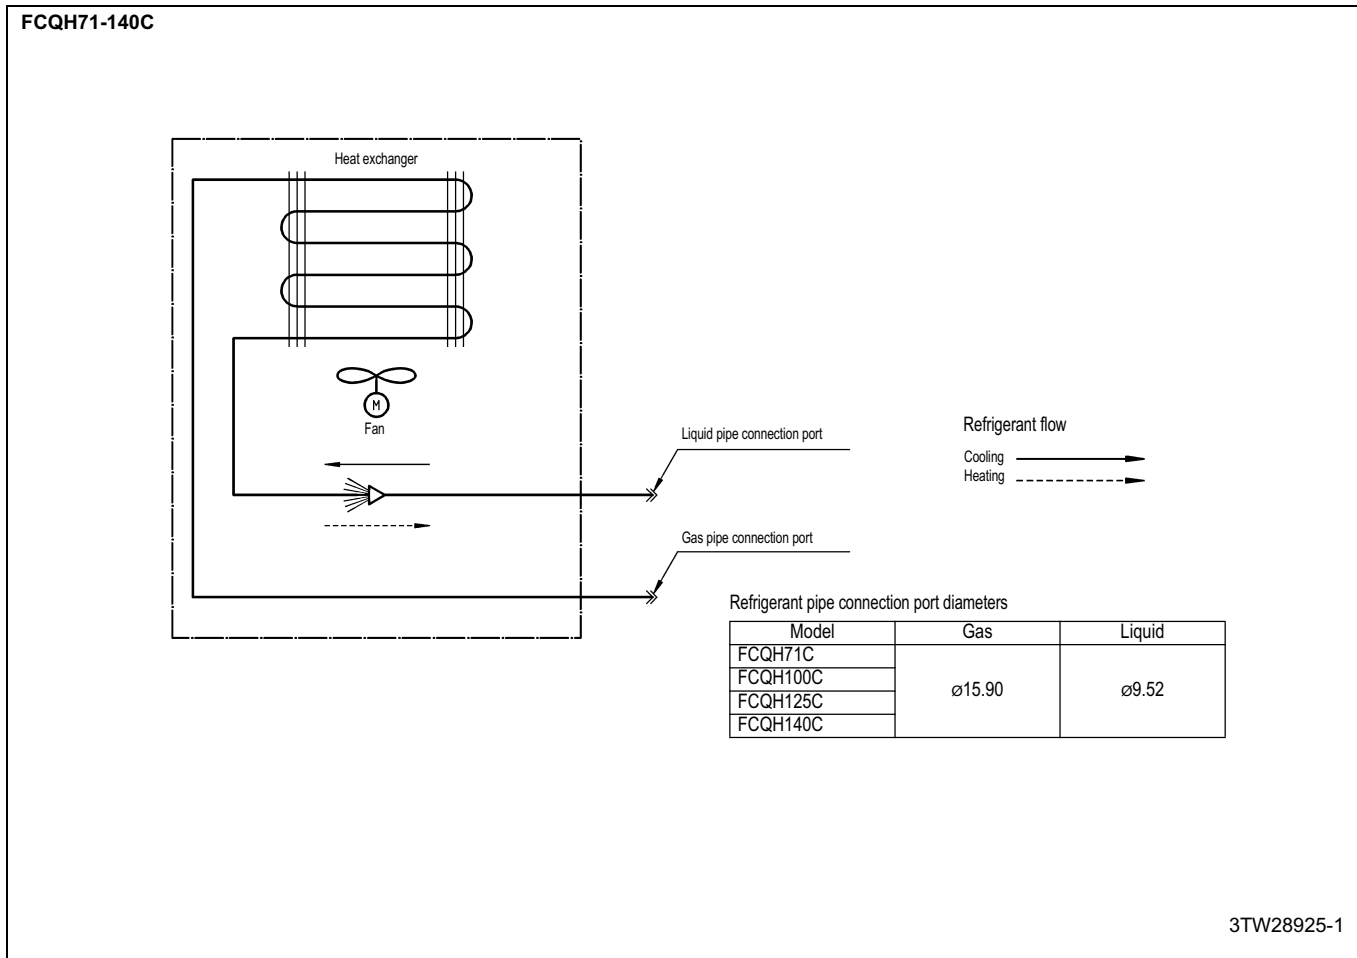 FCQH71-140C
Heat exchanger
M
Fan
Liquid pipe connection port
Gas pipe connection port
Refrigerant flow
Cooling
Heating
Refrigerant pipe connection port diameters
Model Gas Liquid
FCQH71C
FCQH100C
FCQH125C
FCQH140C
ø15.90 ø9.52
3TW28925-1